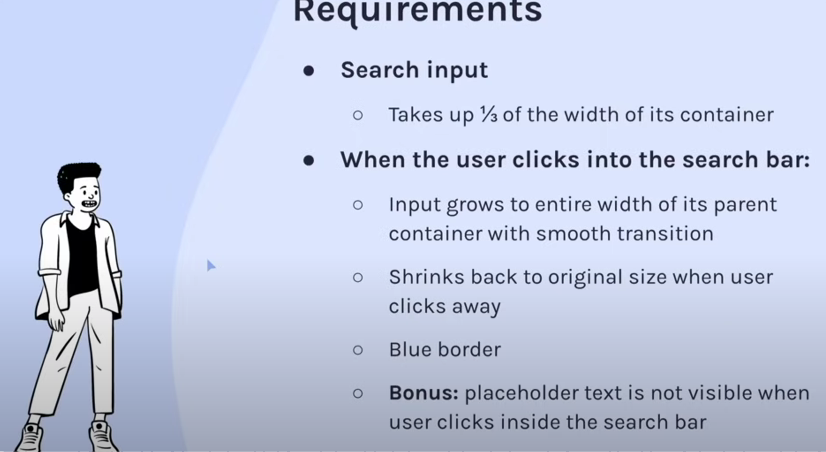 Requirements
● Search input
○ Takes up ⅓ of the width of its container
● When the user clicks into the search bar:
○ Input grows to entire width of its parent
container with smooth transition
○ Shrinks back to original size when user
clicks away
○ Blue border
○ Bonus: placeholder text is not visible when
user clicks inside the search bar